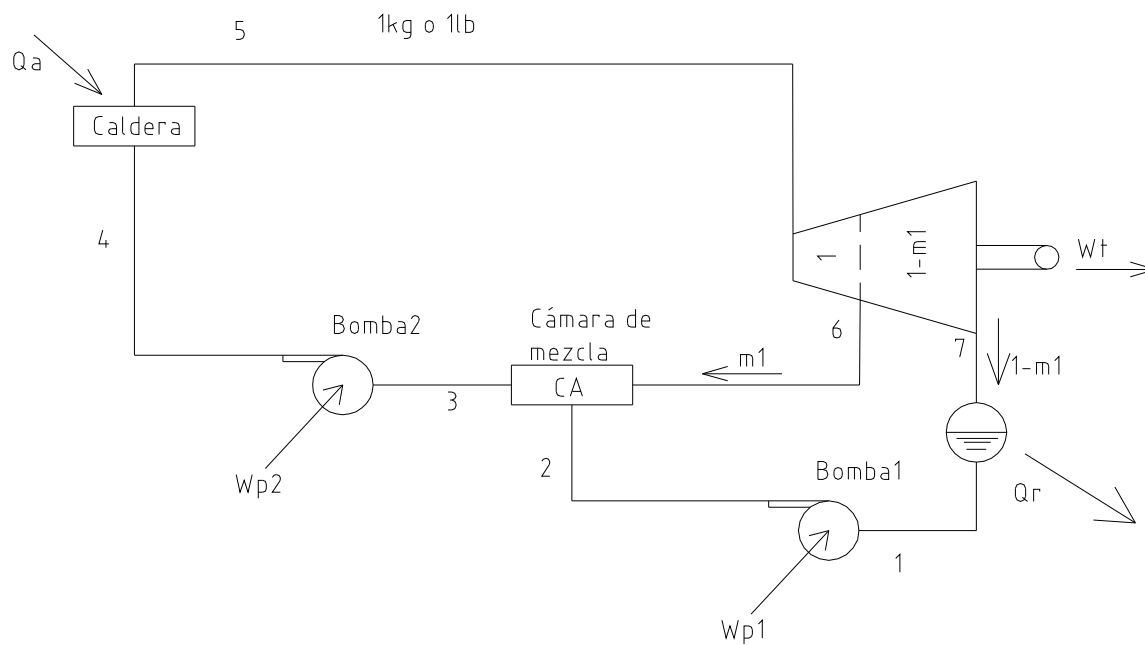 5
1kg o 1lb
Qa
Caldera
4
1
1-m1
Wt
Bomba2
Cámara de
mezcla
6
7
m1
1-m1
CA
3
2
Bomba1
Wp2
Qr
1
Wp1